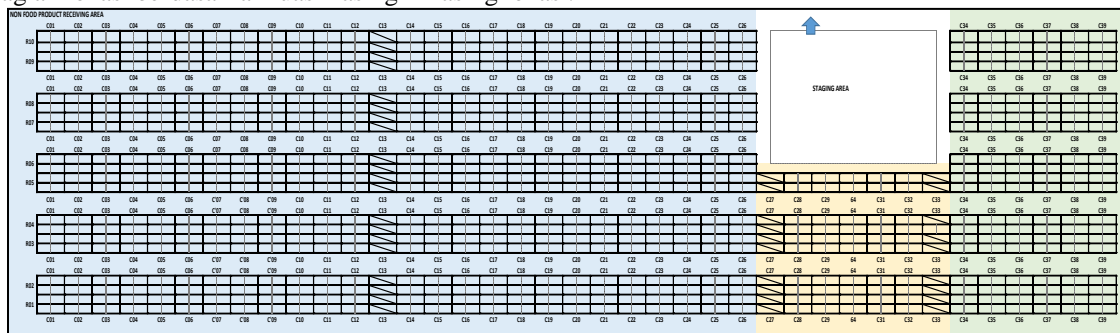 NON FOOD PRODUCT RECEIVING AREA
C01 C02 C03 C04 C05 C06 C07 C08 C09 C10 C11 C12 C13 C14 C15 C16 C17 C18 C19 C20 C21 C22 C23 C24 C25 C26 C34 C35 C36 C37 C38 C39
R10
R09
C01 C02 C03 C04 C05 C06 C07 C08 C09 C10 C11 C12 C13 C14 C15 C16 C17 C18 C19 C20 C21 C22 C23 C24 C25 C26 C34 C35 C36 C37 C38 C39
C01 C02 C03 C04 C05 C06 C07 C08 C09 C10 C11 C12 C13 C14 C15 C16 C17 C18 C19 C20 C21 C22 C23 C24 C25 C26 STAGING AREA C34 C35 C36 C37 C38 C39
R08
R07
C01 C02 C03 C04 C05 C06 C07 C08 C09 C10 C11 C12 C13 C14 C15 C16 C17 C18 C19 C20 C21 C22 C23 C24 C25 C26 C34 C35 C36 C37 C38 C39
C01 C02 C03 C04 C05 C06 C07 C08 C09 C10 C11 C12 C13 C14 C15 C16 C17 C18 C19 C20 C21 C22 C23 C24 C25 C26 C34 C35 C36 C37 C38 C39
R06
R05
C01 C02 C03 C04 C05 C06 C'07 C'08 C'09 C10 C11 C12 C13 C14 C15 C16 C17 C18 C19 C20 C21 C22 C23 C24 C25 C26 C27 C28 C29 64 C31 C32 C33 C34 C35 C36 C37 C38 C39
C01 C02 C03 C04 C05 C06 C'07 C'08 C'09 C10 C11 C12 C13 C14 C15 C16 C17 C18 C19 C20 C21 C22 C23 C24 C25 C26 C27 C28 C29 64 C31 C32 C33 C34 C35 C36 C37 C38 C39
R04
R03
C01 C02 C03 C04 C05 C06 C'07 C'08 C'09 C10 C11 C12 C13 C14 C15 C16 C17 C18 C19 C20 C21 C22 C23 C24 C25 C26 C27 C28 C29 64 C31 C32 C33 C34 C35 C36 C37 C38 C39
C01 C02 C03 C04 C05 C06 C'07 C'08 C'09 C10 C11 C12 C13 C14 C15 C16 C17 C18 C19 C20 C21 C22 C23 C24 C25 C26 C27 C28 C29 64 C31 C32 C33 C34 C35 C36 C37 C38 C39
R02
R01
C01 C02 C03 C04 C05 C06 C'07 C'08 C'09 C10 C11 C12 C13 C14 C15 C16 C17 C18 C19 C20 C21 C22 C23 C24 C25 C26 C27 C28 C29 64 C31 C32 C33 C34 C35 C36 C37 C38 C39